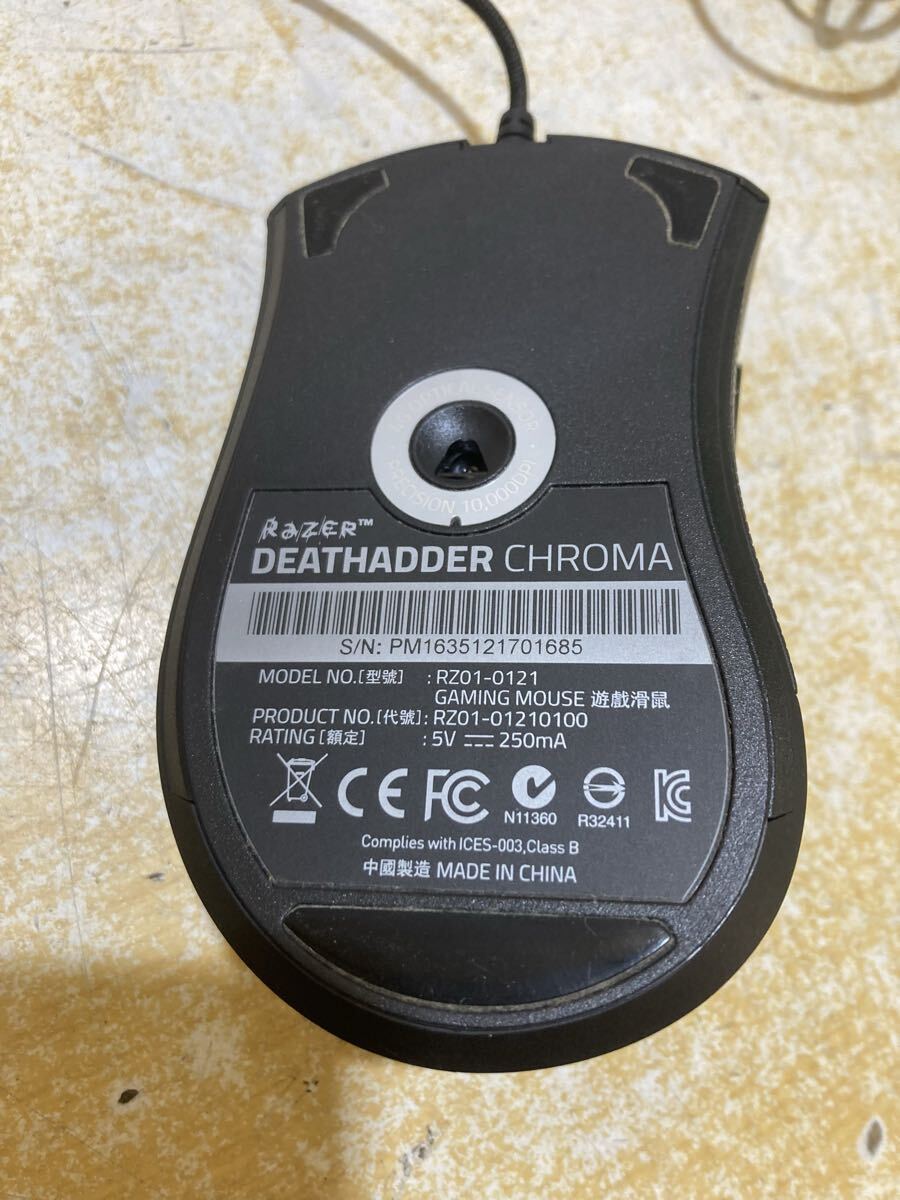 PRECISION 10,000DPI
RAZER™
DEATHADDER CHROMA
S/N: PM1635121701685
MODEL NO.[型號] : RZ01-0121
GAMING MOUSE 遊戲滑鼠
PRODUCT NO.[代號] : RZ01-01210100
RATING [額定] : 5V ⎓ 250mA
CE FC N11360 R32411
Complies with ICES-003,Class B
中國製造 MADE IN CHINA